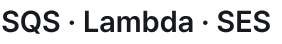 SQS · Lambda · SES